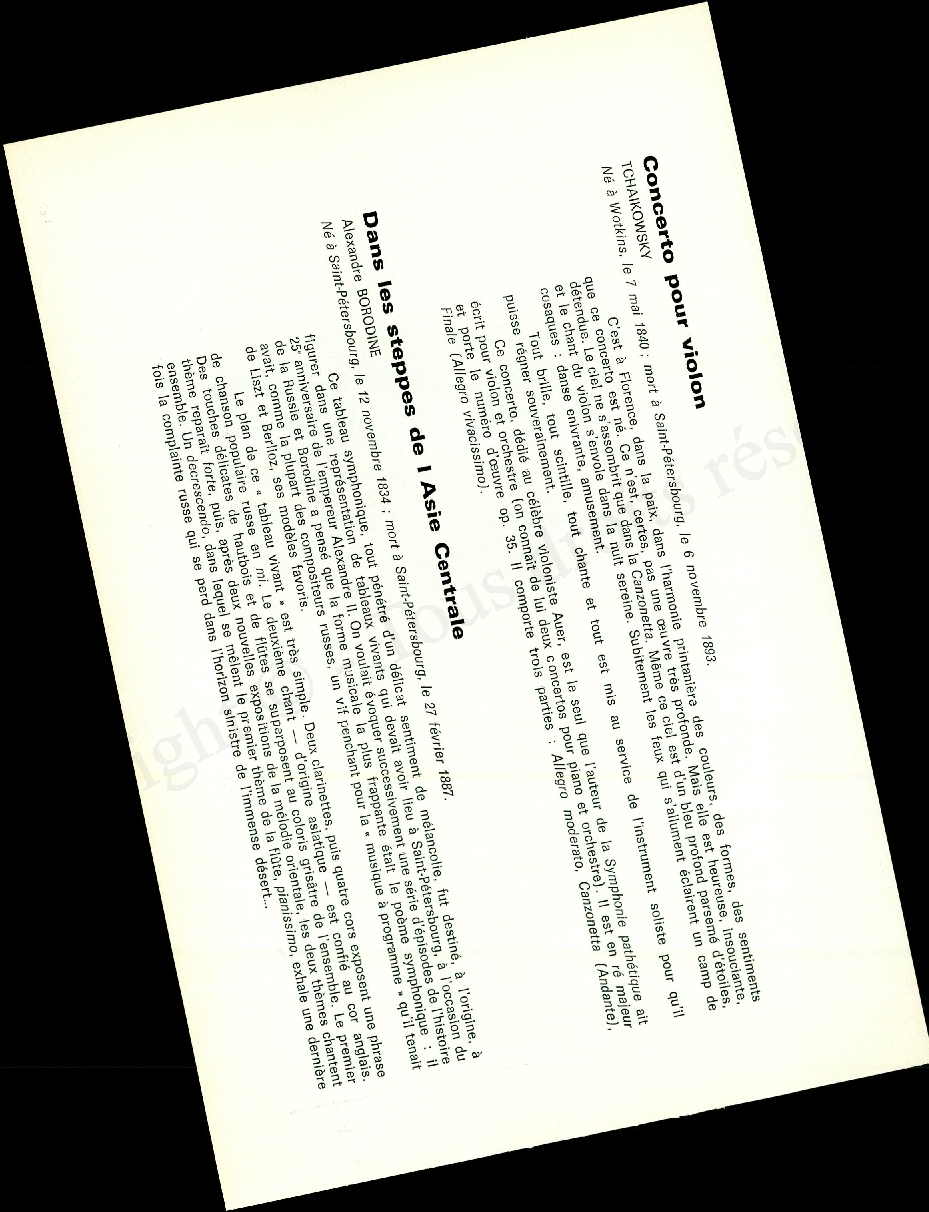 Concerto pour violon
TCHAIKOWSKY
Né à Wotkins, le 7 mai 1840 ; mort à Saint-Pétersbourg, le 6 novembre 1893.
C'est à Florence, dans la paix, dans l'harmonie printanière des couleurs, des formes, des sentiments
que ce concerto est né. Ce n'est, certes, pas une œuvre très profonde. Mais elle est heureuse, insouciante,
détendue. Le ciel ne s'assombrit que dans la Canzonetta. Même ce ciel est d'un bleu profond parsemé d'étoiles,
et le chant du violon s'envole dans la nuit sereine. Subitement les feux qui s'allument éclairent un camp de
cosaques : danse enivrante, amusement.
Tout brille, tout scintille, tout chante et tout est mis au service de l'instrument soliste pour qu'il
puisse régner souverainement.
Ce concerto, dédié au célèbre violoniste Auer, est la seul que l'auteur de la Symphonie pathétique ait
écrit pour violon et orchestre (on connaît de lui deux concertos pour piano et orchestre). Il est en ré majeur
et porte le numéro d'œuvre op. 35. Il comporte trois parties : Allegro moderato, Canzonetta (Andante),
Finale (Allegro vivacissimo).
Dans les steppes de l Asie Centrale
Alexandre BORODINE
Né à Saint-Pétersbourg, le 12 novembre 1834 ; mort à Saint-Pétersbourg, le 27 février 1887.
Ce tableau symphonique, tout pénétré d'un délicat sentiment de mélancolie, fut destiné, à l'origine, à
figurer dans une représentation de tableaux vivants qui devait avoir lieu à Saint-Pétersbourg, à l'occasion du
25e anniversaire de l'empereur Alexandre II. On voulait évoquer successivement une série d'épisodes de l'histoire
de la Russie et Borodine a pensé que la forme musicale la plus frappante était le poème symphonique : il
avait, comme la plupart des compositeurs russes, un vif penchant pour la « musique à programme » qu'il tenait
de Liszt et Berlioz, ses modèles favoris.
Le plan de ce « tableau vivant » est très simple. Deux clarinettes, puis quatre cors exposent une phrase
de chanson populaire russe en mi. Le deuxième chant — d'origine asiatique — est confié au cor anglais.
Des touches délicates de hautbois et de flûtes se superposent au coloris grisâtre de l'ensemble. Le premier
thème reparaît forte, puis, après deux nouvelles expositions de la mélodie orientale, les deux thèmes chantent
ensemble. Un decrescendo, dans lequel se mêlent le premier thème de la flûte, pianissimo, exhale une dernière
fois la complainte russe qui se perd dans l'horizon sinistre de l'immense désert...